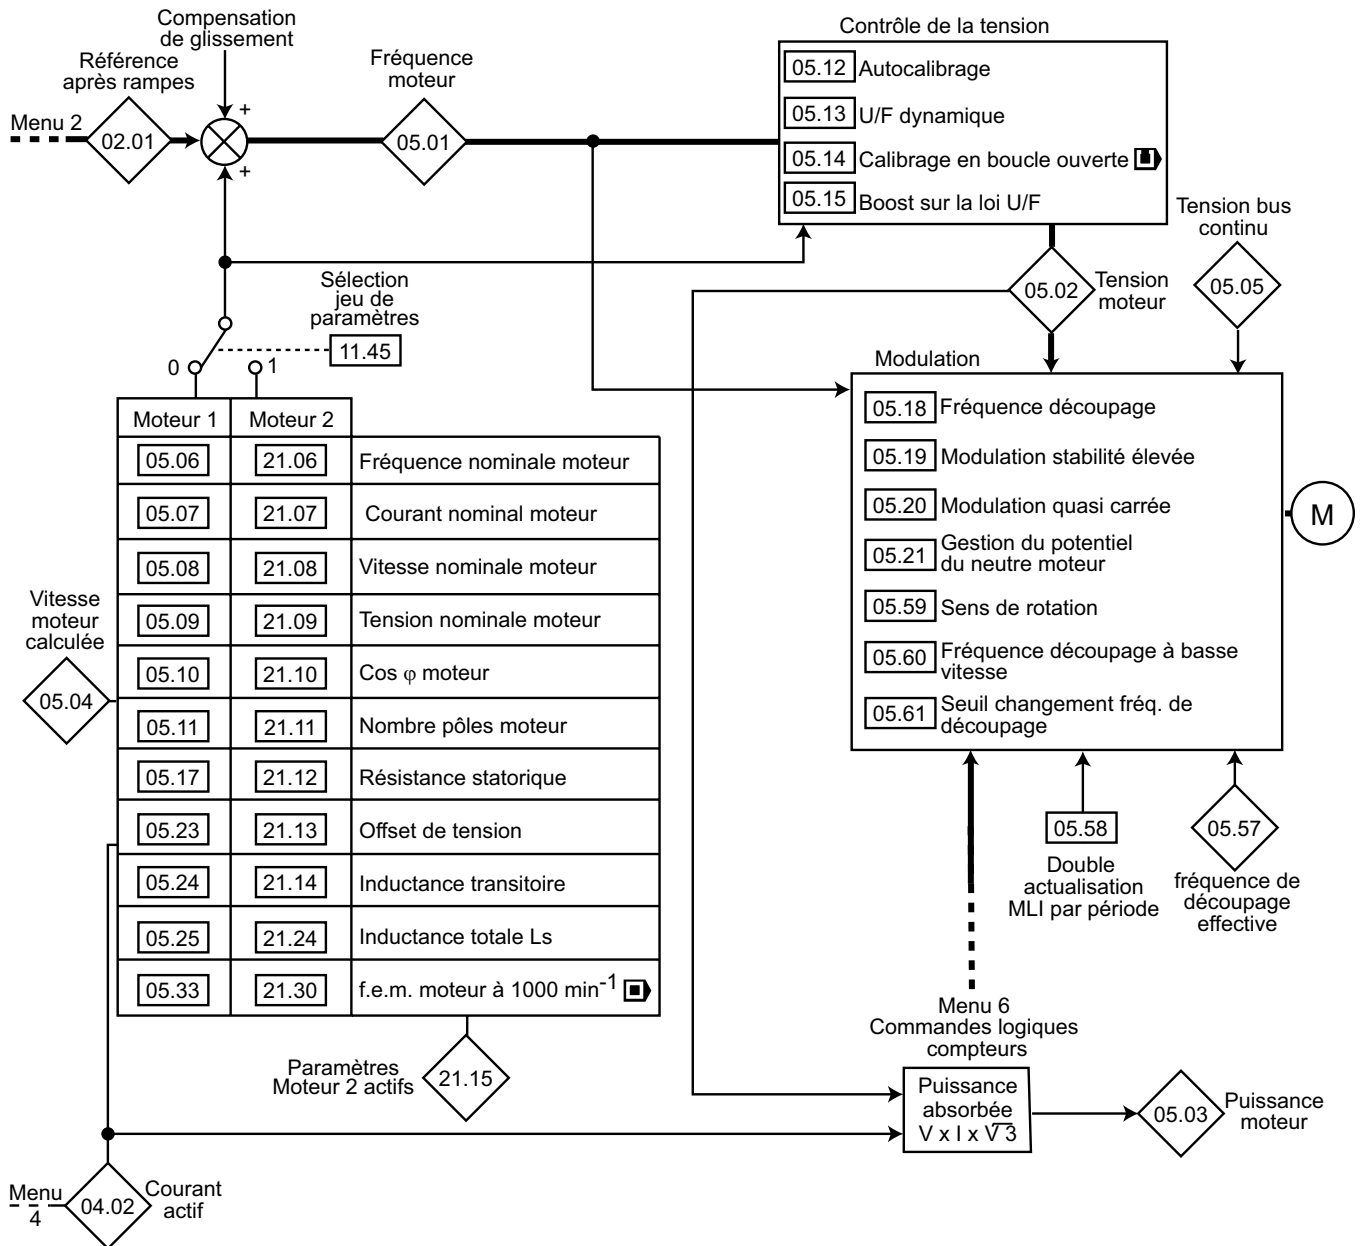 Compensation
de glissement
Contrôle de la tension
Référence
après rampes
Fréquence
moteur
+
Menu 2
02.01
05.01
+
05.12 Autocalibrage
05.13 U/F dynamique
05.14 Calibrage en boucle ouverte
05.15 Boost sur la loi U/F
Tension bus
continu
05.05
05.02
Tension
moteur
Sélection
jeu de
paramètres
11.45
0
1
Moteur 1 Moteur 2
05.06 21.06 Fréquence nominale moteur
05.07 21.07 Courant nominal moteur
05.08 21.08 Vitesse nominale moteur
05.09 21.09 Tension nominale moteur
05.10 21.10 Cos φ moteur
05.11 21.11 Nombre pôles moteur
05.17 21.12 Résistance statorique
05.23 21.13 Offset de tension
05.24 21.14 Inductance transitoire
05.25 21.24 Inductance totale Ls
05.33 21.30 f.e.m. moteur à 1000 min-1
Vitesse
moteur
calculée
05.04
Modulation
05.18 Fréquence découpage
05.19 Modulation stabilité élevée
05.20 Modulation quasi carrée
05.21 Gestion du potentiel
du neutre moteur
05.59 Sens de rotation
05.60 Fréquence découpage à basse
vitesse
05.61 Seuil changement fréq. de
découpage
M
05.58
Double
actualisation
MLI par période
05.57
fréquence de
découpage
effective
Menu 6
Commandes logiques
compteurs
Paramètres
Moteur 2 actifs
21.15
Puissance
absorbée
V x I x √3
05.03
Puissance
moteur
Menu
4
04.02
Courant
actif